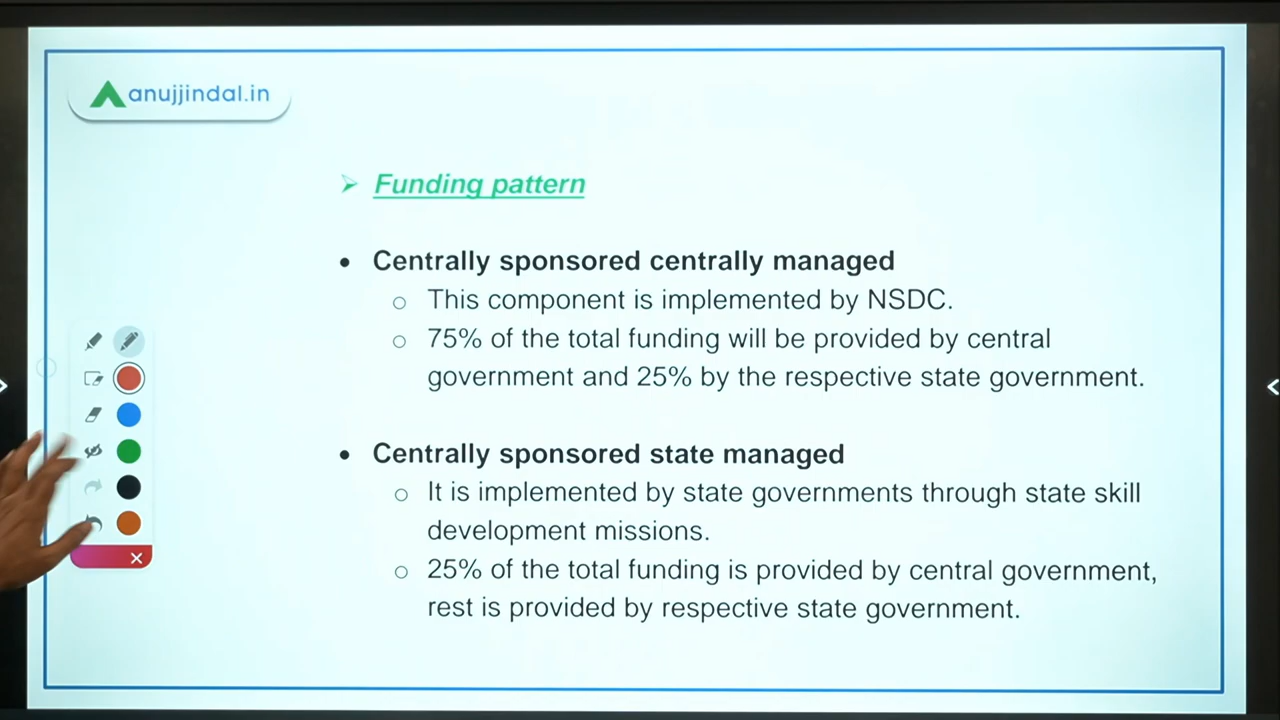 anujjindal.in
Funding pattern
Centrally sponsored centrally managed
This component is implemented by NSDC.
75% of the total funding will be provided by central
government and 25% by the respective state government.
Centrally sponsored state managed
It is implemented by state governments through state skill
development missions.
25% of the total funding is provided by central government,
rest is provided by respective state government.